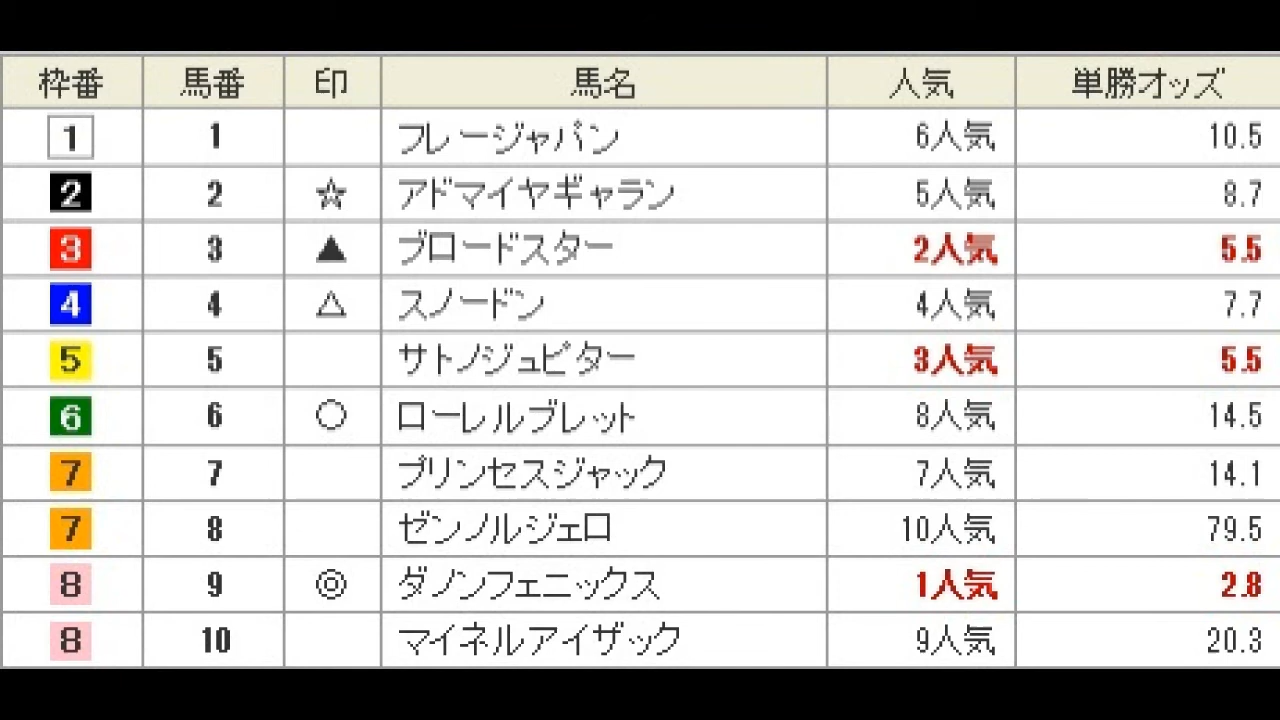 枠番 馬番 印 馬名 人気 単勝オッズ
1 1 フレージャパン 6人気 10.5
2 2 ☆ アドマイヤギャラン 5人気 8.7
3 3 ▲ ブロードスター 2人気 5.5
4 4 △ スノードン 4人気 7.7
5 5 サトノジュピター 3人気 5.5
6 6 ○ ローレルブレット 8人気 14.5
7 7 プリンセスジャック 7人気 14.1
7 8 ゼンノルジェロ 10人気 79.5
8 9 ◎ ダノンフェニックス 1人気 2.8
8 10 マイネルアイザック 9人気 20.3